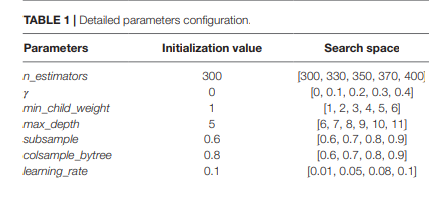 TABLE 1 | Detailed parameters configuration.
Parameters Initialization value Search space
n_estimators 300 [300, 330, 350, 370, 400]
γ 0 [0, 0.1, 0.2, 0.3, 0.4]
min_child_weight 1 [1, 2, 3, 4, 5, 6]
max_depth 5 [6, 7, 8, 9, 10, 11]
subsample 0.6 [0.6, 0.7, 0.8, 0.9]
colsample_bytree 0.8 [0.6, 0.7, 0.8, 0.9]
learning_rate 0.1 [0.01, 0.05, 0.08, 0.1]